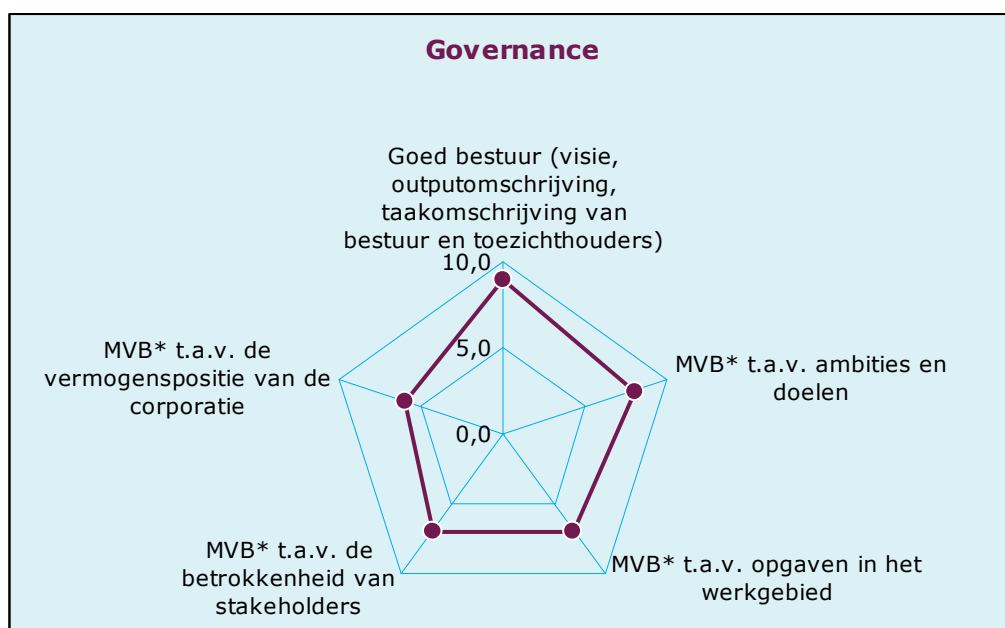 Governance
Goed bestuur (visie,
outputomschrijving,
taakomschrijving van
bestuur en toezichthouders)
10,0
5,0
0,0
MVB* t.a.v. ambities en
doelen
MVB* t.a.v. opgaven in het
werkgebied
MVB* t.a.v. de
betrokkenheid van
stakeholders
MVB* t.a.v. de
vermogenspositie van de
corporatie